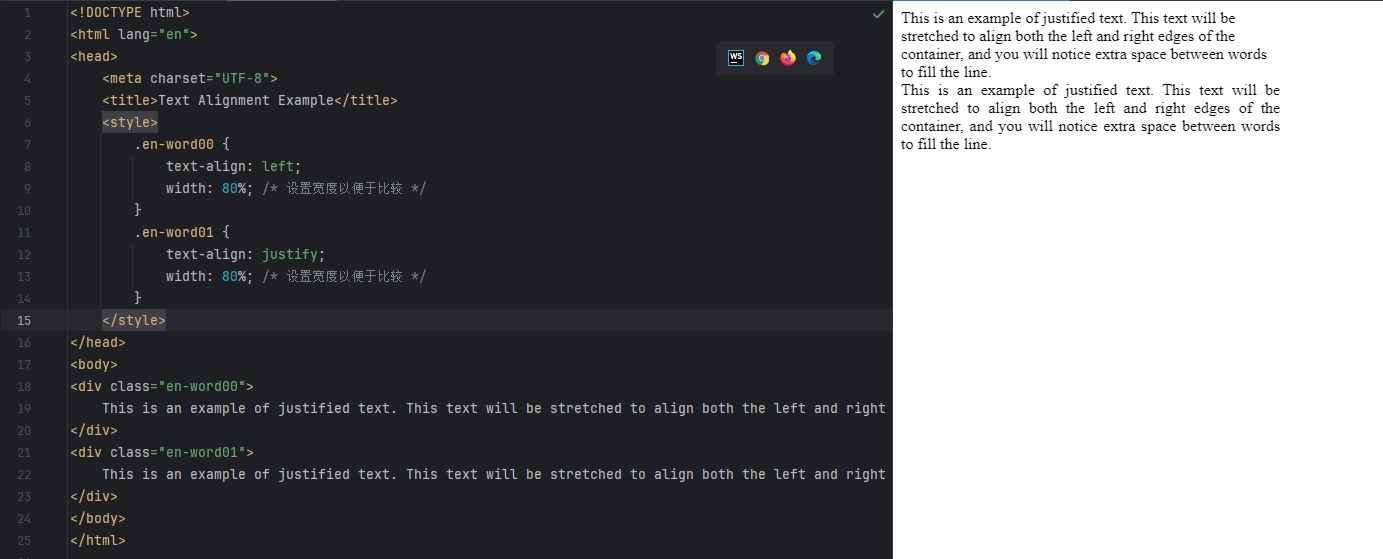 1 <!DOCTYPE html>
2 <html lang="en">
3 <head>
4 <meta charset="UTF-8">
5 <title>Text Alignment Example</title>
6 <style>
7 .en-word00 {
8 text-align: left;
9 width: 80%; /* 设置宽度以便于比较 */
10 }
11 .en-word01 {
12 text-align: justify;
13 width: 80%; /* 设置宽度以便于比较 */
14 }
15 </style>
16 </head>
17 <body>
18 <div class="en-word00">
19 This is an example of justified text. This text will be stretched to align both the left and right
20 </div>
21 <div class="en-word01">
22 This is an example of justified text. This text will be stretched to align both the left and right
23 </div>
24 </body>
25 </html>
WS
This is an example of justified text. This text will be
stretched to align both the left and right edges of the
container, and you will notice extra space between words
to fill the line.
This is an example of justified text. This text will be
stretched to align both the left and right edges of the
container, and you will notice extra space between words
to fill the line.